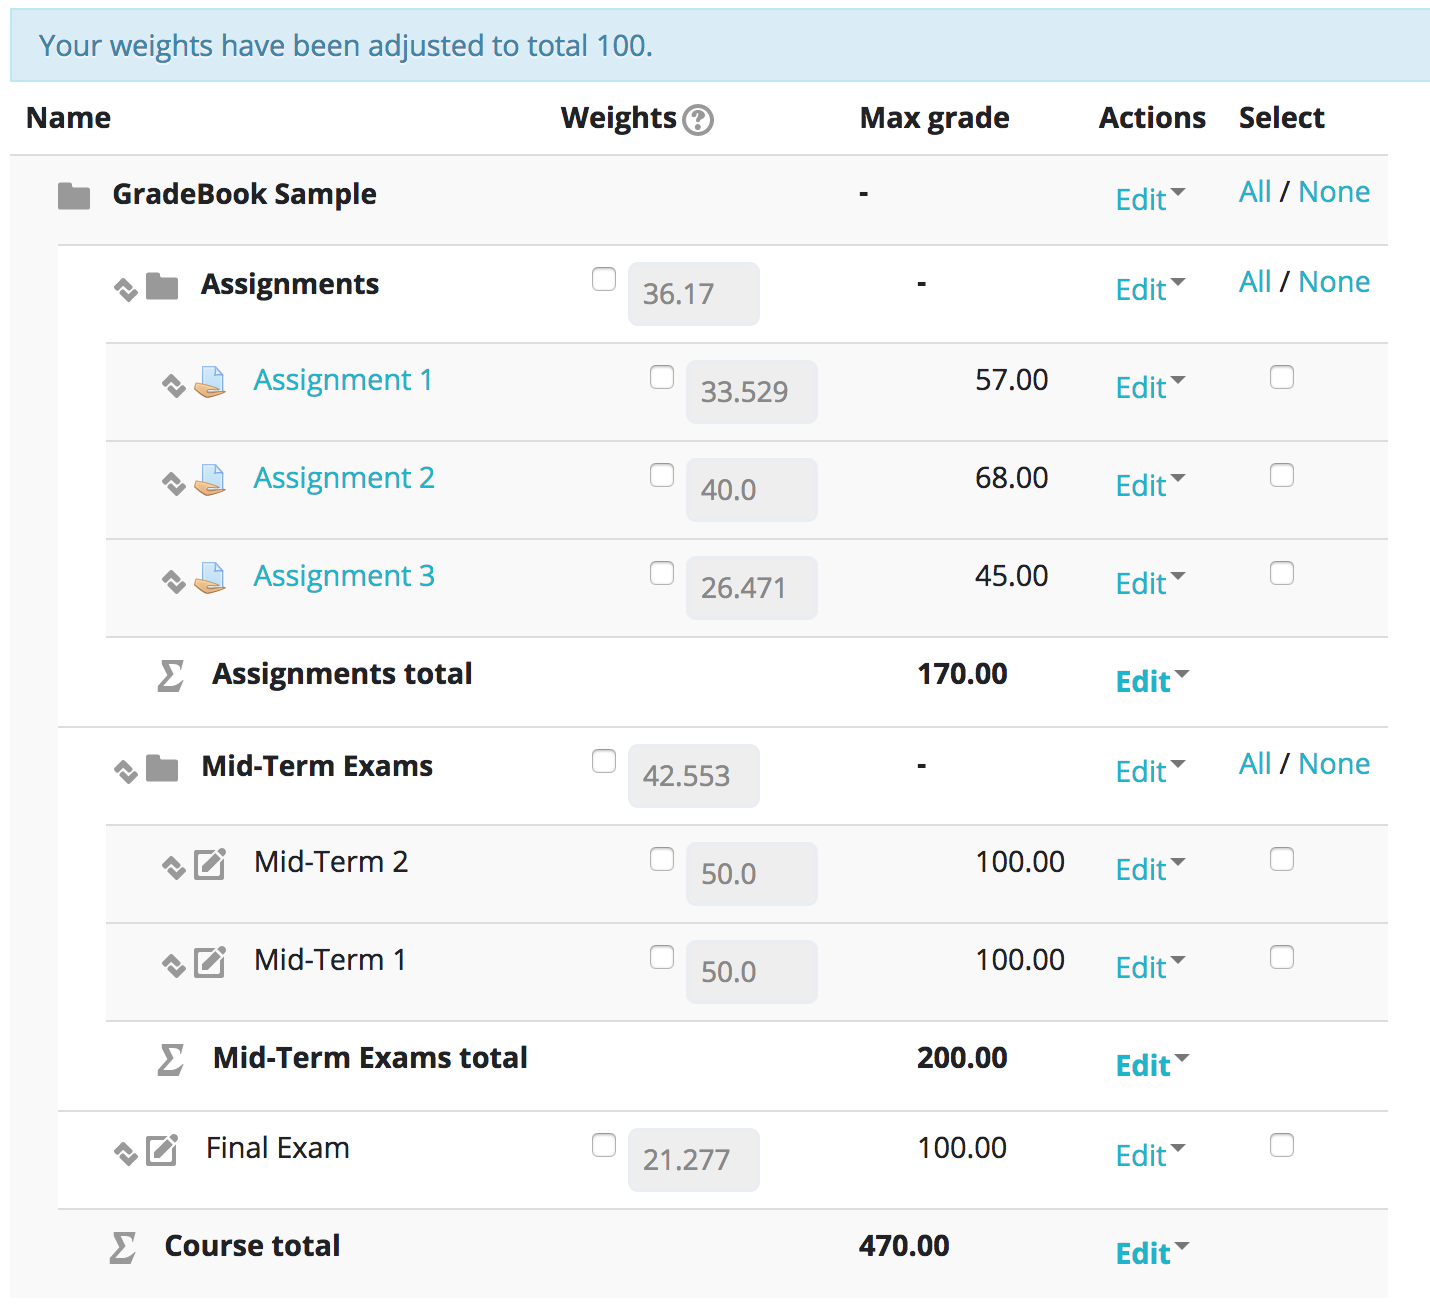 Your weights have been adjusted to total 100.
Name Weights ? Max grade Actions Select
GradeBook Sample - Edit All / None
Assignments 36.17 - Edit All / None
Assignment 1 33.529 57.00 Edit
Assignment 2 40.0 68.00 Edit
Assignment 3 26.471 45.00 Edit
Σ Assignments total 170.00 Edit
Mid-Term Exams 42.553 - Edit All / None
Mid-Term 2 50.0 100.00 Edit
Mid-Term 1 50.0 100.00 Edit
Σ Mid-Term Exams total 200.00 Edit
Final Exam 21.277 100.00 Edit
Σ Course total 470.00 Edit